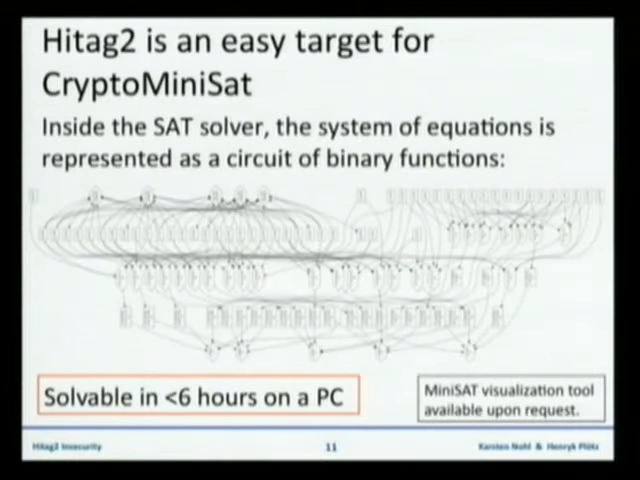 Hitag2 is an easy target for
CryptoMiniSat
Inside the SAT solver, the system of equations is
represented as a circuit of binary functions:
Solvable in <6 hours on a PC
MiniSAT visualization tool
available upon request.
Hitag2 Insecurity
11
Karsten Nohl & Henryk Plötz